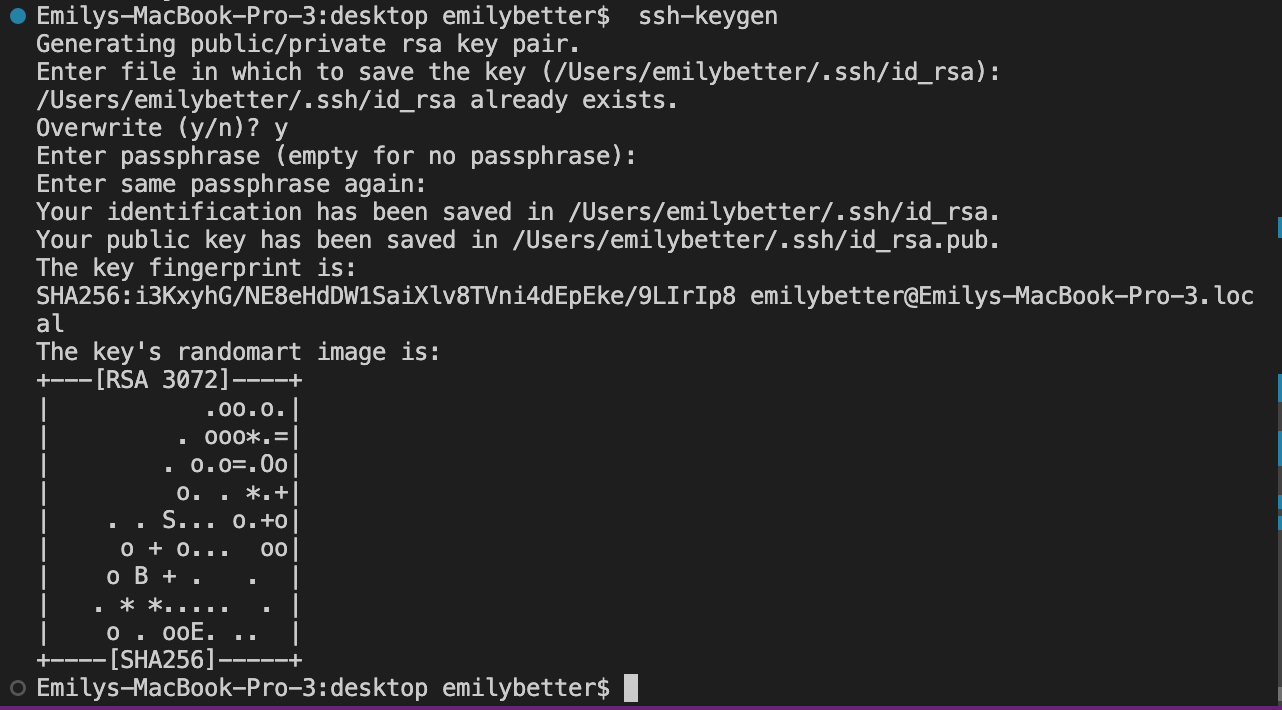 Emilys-MacBook-Pro-3:desktop emilybetter$  ssh-keygen
Generating public/private rsa key pair.
Enter file in which to save the key (/Users/emilybetter/.ssh/id_rsa):
/Users/emilybetter/.ssh/id_rsa already exists.
Overwrite (y/n)? y
Enter passphrase (empty for no passphrase):
Enter same passphrase again:
Your identification has been saved in /Users/emilybetter/.ssh/id_rsa.
Your public key has been saved in /Users/emilybetter/.ssh/id_rsa.pub.
The key fingerprint is:
SHA256:i3KxyhG/NE8eHdDW1SaiXlv8TVni4dEpEke/9LIrIp8 emilybetter@Emilys-MacBook-Pro-3.loc
al
The key's randomart image is:
+---[RSA 3072]----+
|           .oo.o.|
|         . ooo*.=|
|        . o.o=.Oo|
|         o. . *.+|
|    . . S... o.+o|
|     o + o...  oo|
|    o B + .   .  |
|   . * *.....  . |
|    o . ooE. ..  |
+----[SHA256]-----+
Emilys-MacBook-Pro-3:desktop emilybetter$